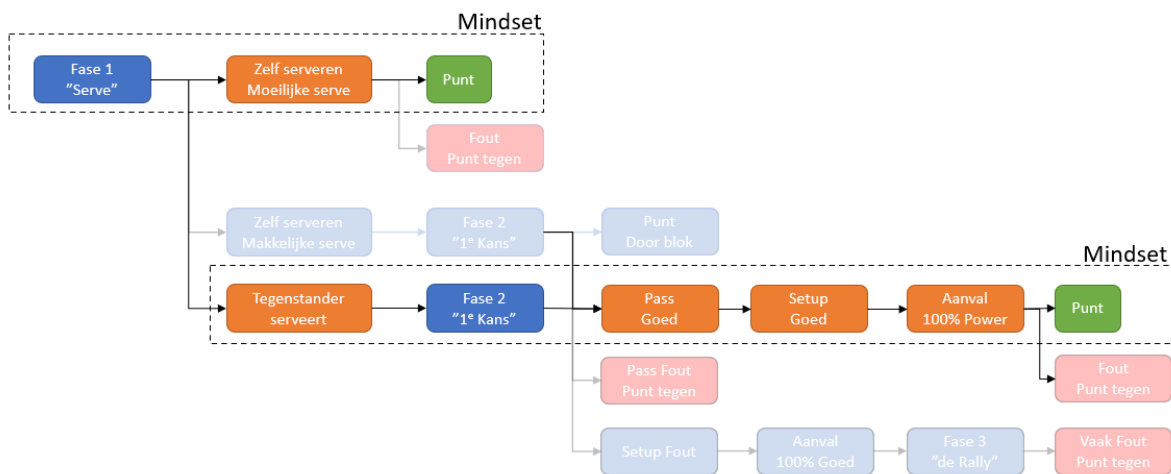 Mindset
Fase 1
"Serve"
Zelf serveren
Moeilijke serve
Punt
Fout
Punt tegen
Zelf serveren
Makkelijke serve
Fase 2
"1e Kans"
Punt
Door blok
Mindset
Tegenstander
serveert
Fase 2
"1e Kans"
Pass
Goed
Setup
Goed
Aanval
100% Power
Punt
Pass Fout
Punt tegen
Fout
Punt tegen
Setup Fout
Aanval
100% Goed
Fase 3
"de Rally"
Vaak Fout
Punt tegen